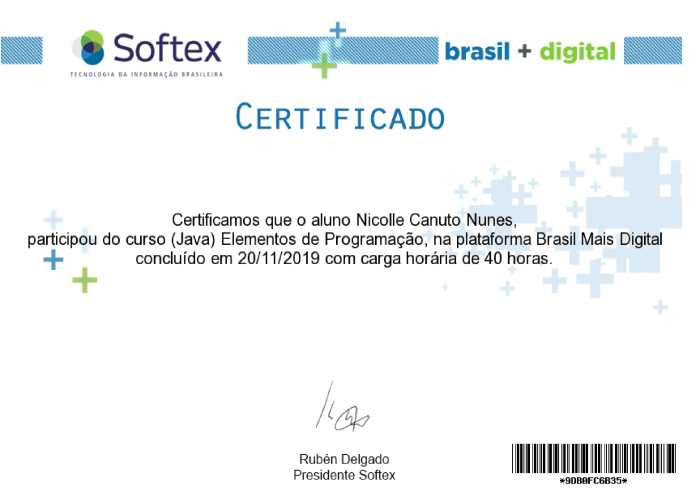 Softex
TECNOLOGIA DA INFORMAÇÃO BRASILEIRA
brasil + digital
CERTIFICADO
Certificamos que o aluno Nicolle Canuto Nunes,
participou do curso (Java) Elementos de Programação, na plataforma Brasil Mais Digital
concluído em 20/11/2019 com carga horária de 40 horas.
Rubén Delgado
Presidente Softex
*9DB0FC6B35*